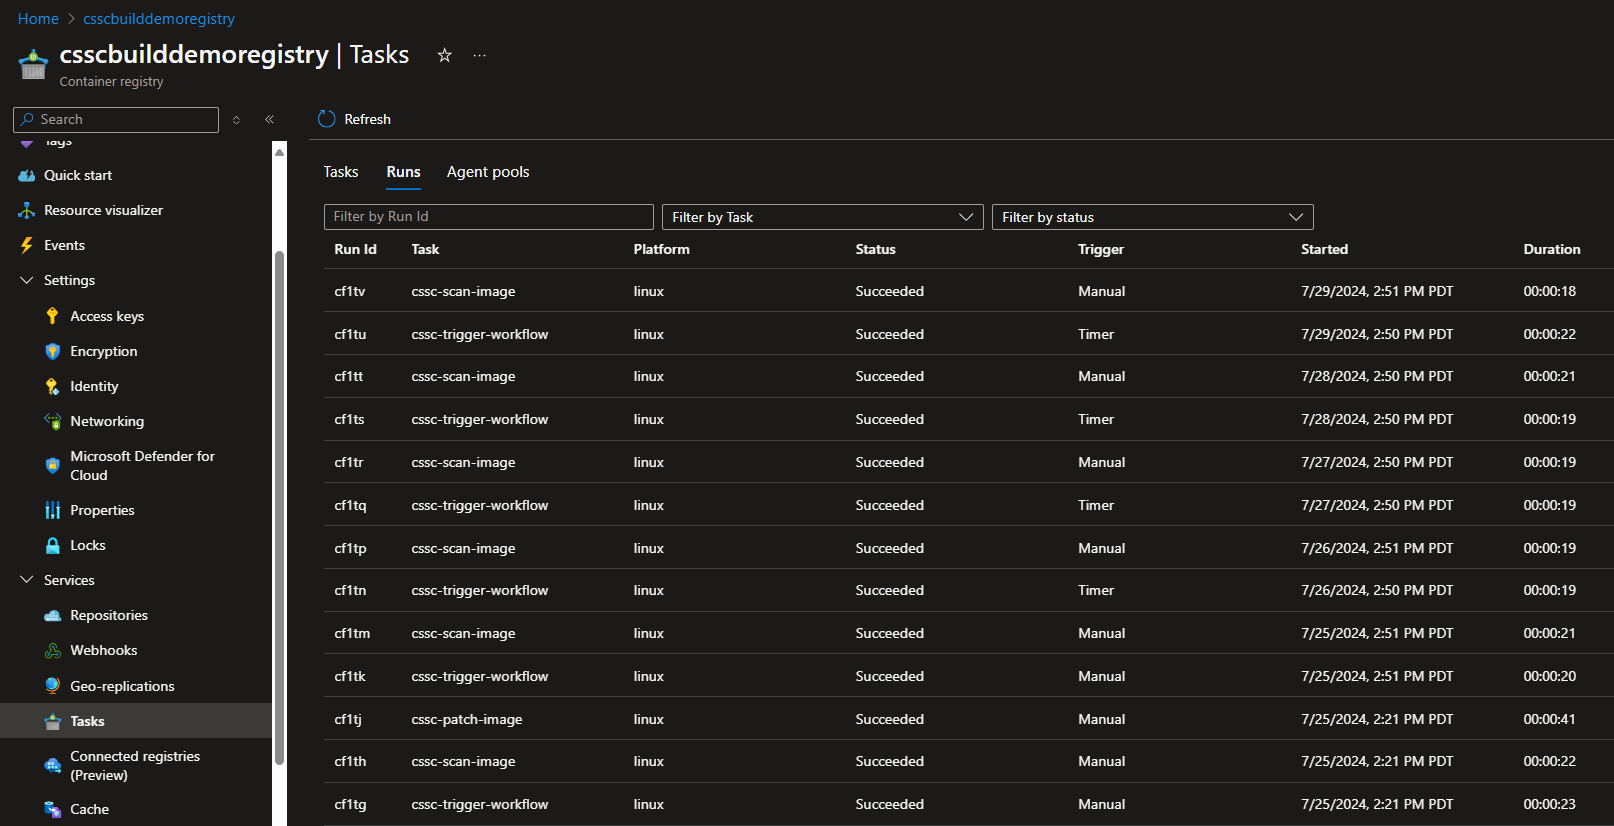 Home > csscbuilddemoregistry
csscbuilddemoregistry | Tasks
Container registry
Search
Refresh
Tags
Quick start
Resource visualizer
Events
Settings
Access keys
Encryption
Identity
Networking
Microsoft Defender for
Cloud
Properties
Locks
Services
Repositories
Webhooks
Geo-replications
Tasks
Connected registries
(Preview)
Cache
Tasks Runs Agent pools
Filter by Run Id Filter by Task Filter by status
Run Id Task Platform Status Trigger Started Duration
cf1tv cssc-scan-image linux Succeeded Manual 7/29/2024, 2:51 PM PDT 00:00:18
cf1tu cssc-trigger-workflow linux Succeeded Timer 7/29/2024, 2:50 PM PDT 00:00:22
cf1tt cssc-scan-image linux Succeeded Manual 7/28/2024, 2:50 PM PDT 00:00:21
cf1ts cssc-trigger-workflow linux Succeeded Timer 7/28/2024, 2:50 PM PDT 00:00:19
cf1tr cssc-scan-image linux Succeeded Manual 7/27/2024, 2:50 PM PDT 00:00:19
cf1tq cssc-trigger-workflow linux Succeeded Timer 7/27/2024, 2:50 PM PDT 00:00:19
cf1tp cssc-scan-image linux Succeeded Manual 7/26/2024, 2:51 PM PDT 00:00:19
cf1tn cssc-trigger-workflow linux Succeeded Timer 7/26/2024, 2:50 PM PDT 00:00:19
cf1tm cssc-scan-image linux Succeeded Manual 7/25/2024, 2:51 PM PDT 00:00:21
cf1tk cssc-trigger-workflow linux Succeeded Manual 7/25/2024, 2:51 PM PDT 00:00:20
cf1tj cssc-patch-image linux Succeeded Manual 7/25/2024, 2:21 PM PDT 00:00:41
cf1th cssc-scan-image linux Succeeded Manual 7/25/2024, 2:21 PM PDT 00:00:22
cf1tg cssc-trigger-workflow linux Succeeded Manual 7/25/2024, 2:21 PM PDT 00:00:23